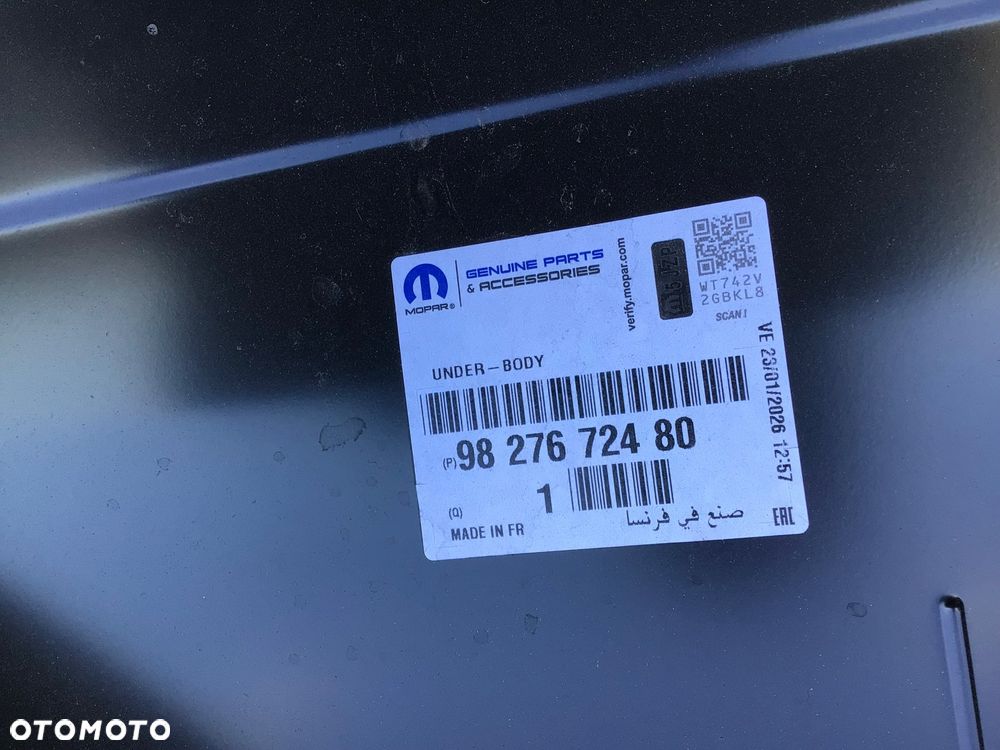 MOPAR®
GENUINE PARTS
& ACCESSORIES
verify.mopar.com
WT742V
2GBKL8
SCAN!
UNDER-BODY
VE 23/01/2026 12:57
(P) 98 276 724 80
(Q) 1
MADE IN FR
صنع في فرنسا
EAC
OTOMOTO